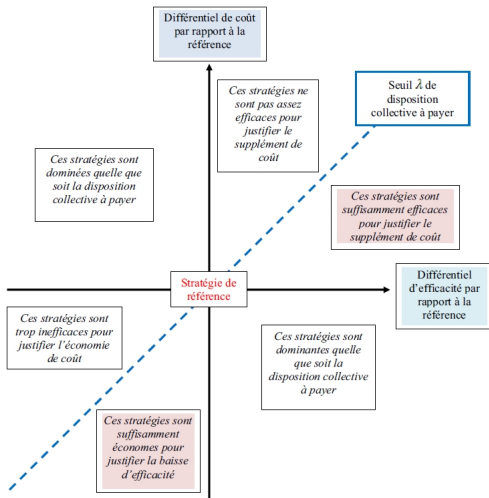 Différentiel de coût
par rapport à la
référence
Ces stratégies ne
sont pas assez
efficaces pour
justifier le
supplément de
coût
Seuil λ de
disposition
collective à payer
Ces stratégies sont
dominées quelle que
soit la disposition
collective à payer
Ces stratégies sont
suffisamment efficaces
pour justifier le
supplément de coût
Stratégie de
référence
Différentiel
d’efficacité par
rapport à la
référence
Ces stratégies sont
trop inefficaces pour
justifier l’économie
de coût
Ces stratégies sont
dominantes quelle
que soit la
disposition collective
à payer
Ces stratégies sont
suffisamment
économes pour
justifier la baisse
d’efficacité